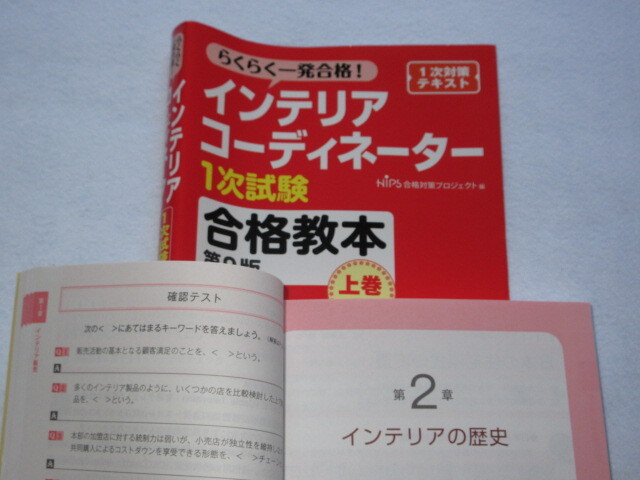 らくらく一発合格！
1次対策
テキスト
インテリア
コーディネーター
1次試験
HIPS合格対策プロジェクト 編
合格教本
上巻
インテリア
1次試験
確認テスト
次の＜　＞にあてはまるキーワードを答えましょう。
Q1 販売活動の基本となる顧客満足のことを、＜　＞という。
A
Q2 多くのインテリア製品のように、いくつかの店を比較検討した上
品を、＜　＞という。
A
Q3 本部の加盟店に対する統制力は弱いが、小売店が独立性を維持した
共同購入によるコストダウンを享受できる形態を、＜　＞チェーン
A
第2章
インテリアの歴史